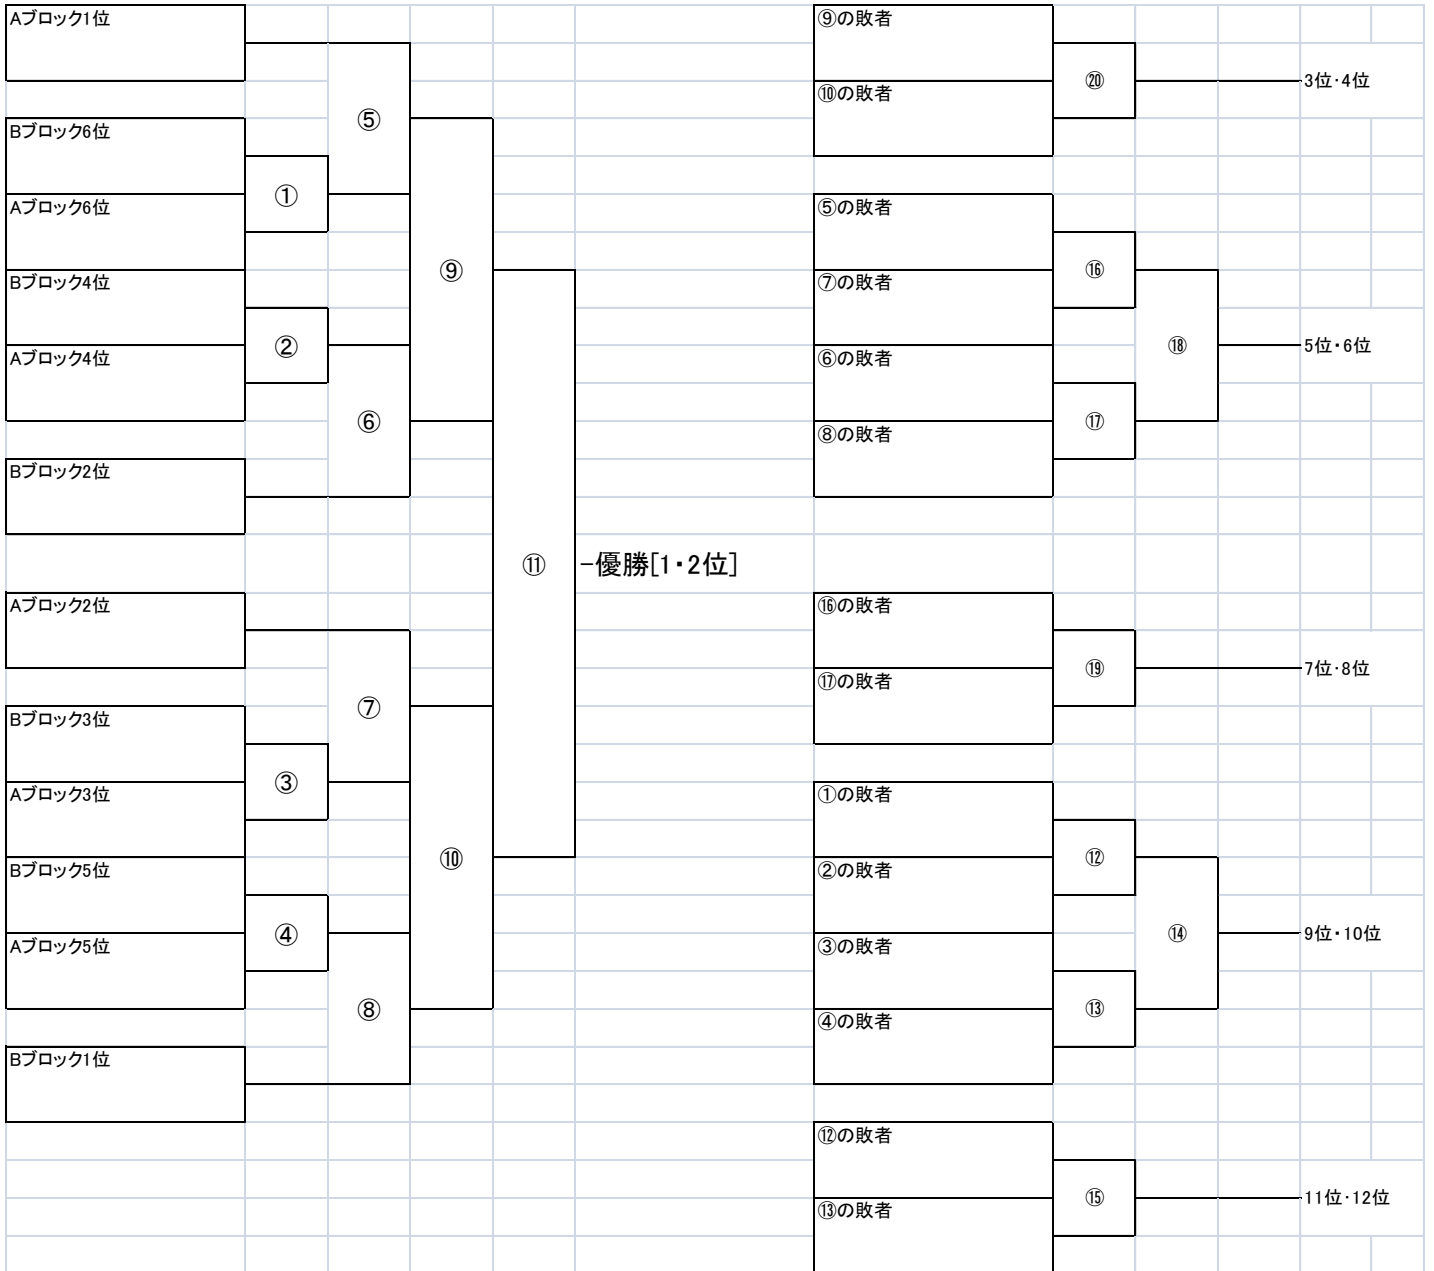 Aブロック1位
⑤
Bブロック6位
①
Aブロック6位
⑨
Bブロック4位
②
Aブロック4位
⑥
Bブロック2位
⑪
-優勝[1・2位]
Aブロック2位
⑦
Bブロック3位
③
Aブロック3位
⑩
Bブロック5位
④
Aブロック5位
⑧
Bブロック1位
⑨の敗者
⑳
3位・4位
⑩の敗者
⑤の敗者
⑯
⑦の敗者
⑱
5位・6位
⑥の敗者
⑰
⑧の敗者
⑯の敗者
⑲
7位・8位
⑰の敗者
①の敗者
⑫
②の敗者
⑭
9位・10位
③の敗者
⑬
④の敗者
⑫の敗者
⑮
11位・12位
⑬の敗者